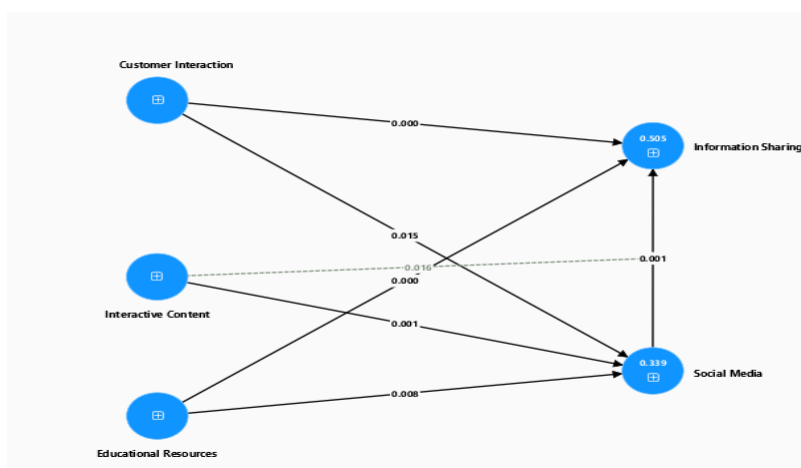 Customer Interaction
0.000
0.505
Information Sharing
0.015
0.016
0.001
0.000
Interactive Content
0.001
0.339
Social Media
0.008
Educational Resources